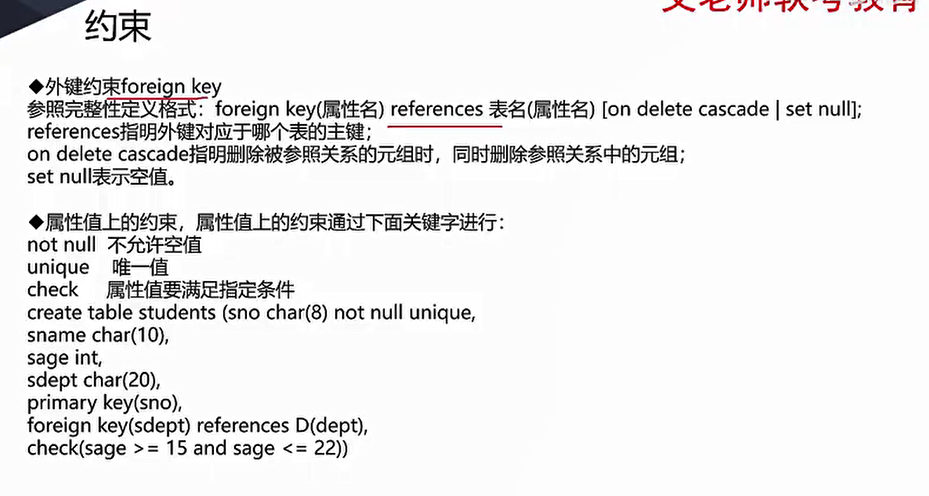 文老师软考教育
约束
◆外键约束foreign key
参照完整性定义格式：foreign key(属性名) references 表名(属性名) [on delete cascade | set null];
references指明外键对应于哪个表的主键；
on delete cascade指明删除被参照关系的元组时，同时删除参照关系中的元组；
set null表示空值。
◆属性值上的约束，属性值上的约束通过下面关键字进行：
not null 不允许空值
unique 唯一值
check 属性值要满足指定条件
create table students (sno char(8) not null unique,
sname char(10),
sage int,
sdept char(20),
primary key(sno),
foreign key(sdept) references D(dept),
check(sage >= 15 and sage <= 22))